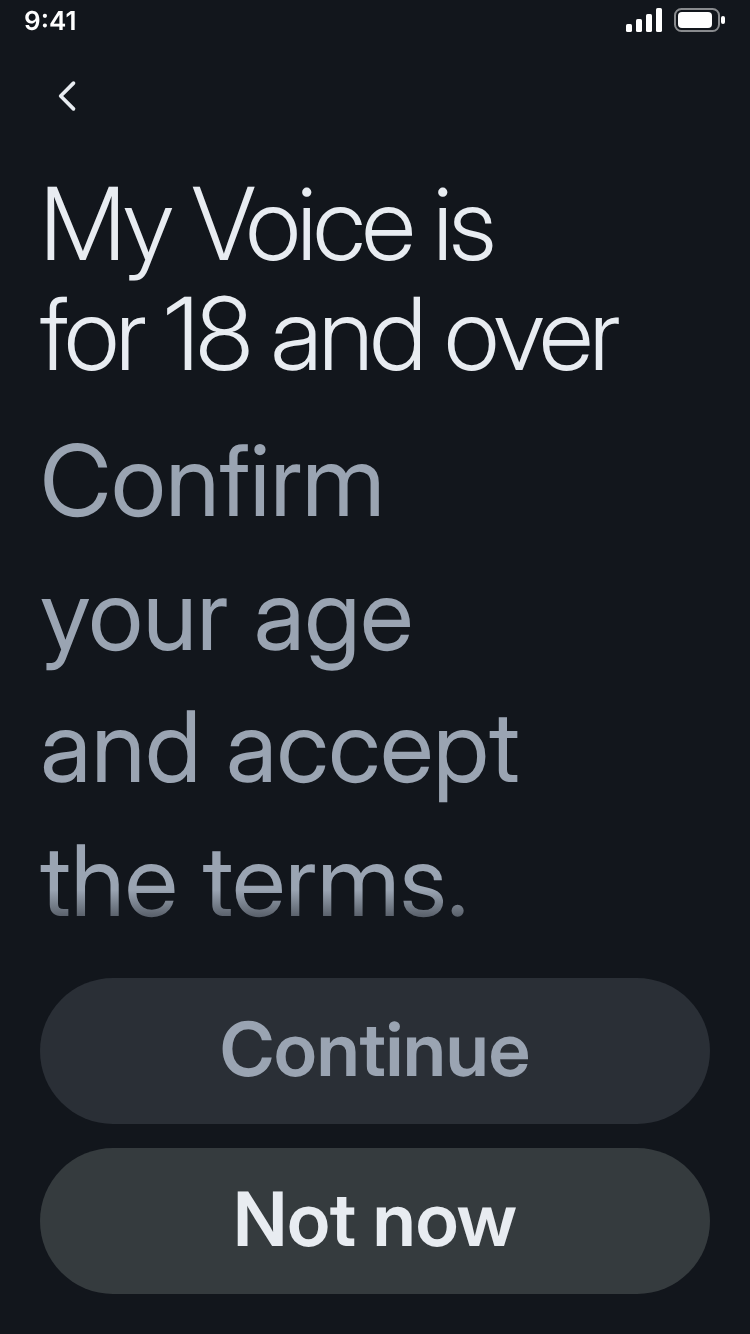 9:41
My Voice is
for 18 and over
Confirm
your age
and accept
the terms.
Continue
Not now